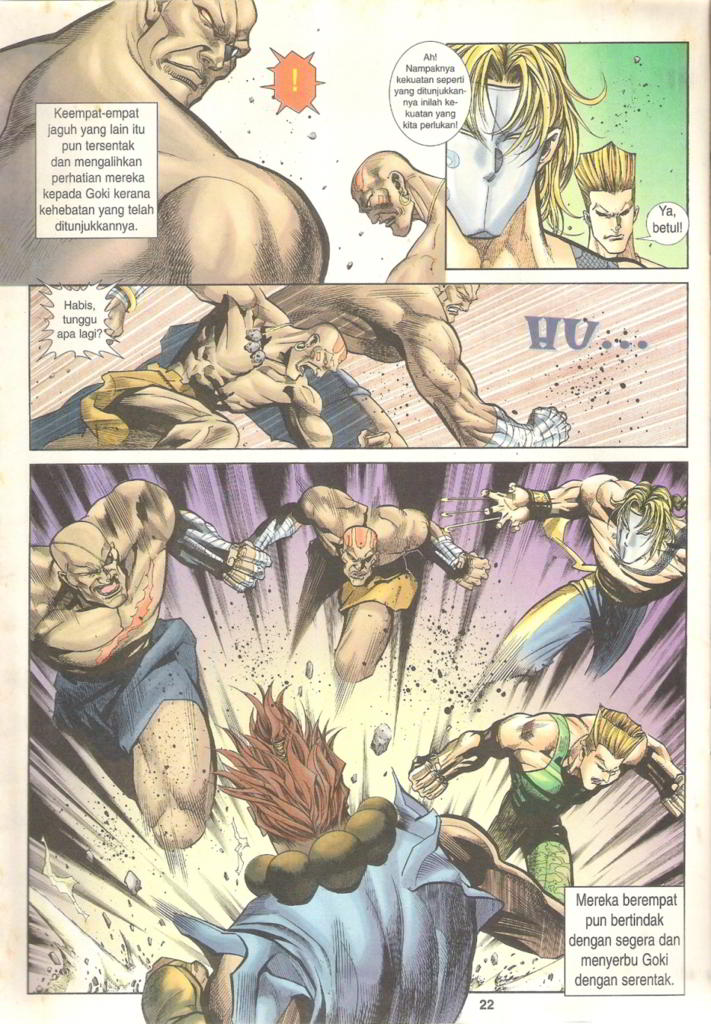 Keempat-empat
jaguh yang lain itu
pun tersentak
dan mengalihkan
perhatian mereka
kepada Goki kerana
kehebatan yang telah
ditunjukkannya.
!
Ah!
Nampaknya
kekuatan seperti
yang ditunjukkan-
nya inilah ke-
kuatan yang
kita perlukan!
Ya,
betul!
Habis,
tunggu
apa lagi?
HU...
Mereka berempat
pun bertindak
dengan segera dan
menyerbu Goki
dengan serentak.
22